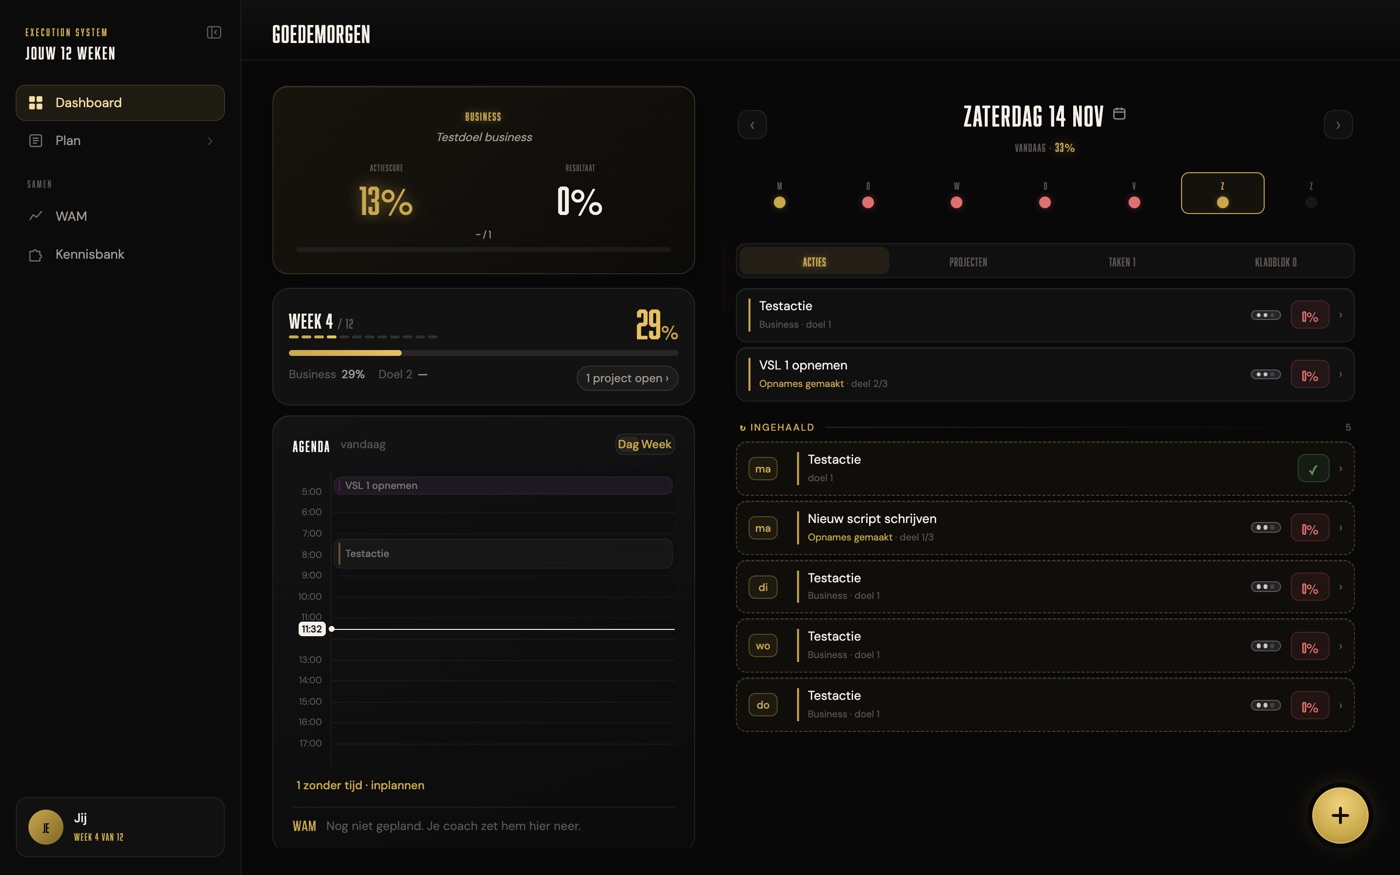 EXECUTION SYSTEM
JOUW 12 WEKEN
Dashboard
Plan
SAMEN
WAM
Kennisbank
JE
Jij
WEEK 4 VAN 12
GOEDEMORGEN
BUSINESS
Testdoel business
ACTIESCORE
RESULTAAT
13%
0%
– / 1
WEEK 4 / 12
29%
Business 29% Doel 2 —
1 project open ›
AGENDA vandaag
Dag Week
VSL 1 opnemen
5:00
6:00
7:00
Testactie
8:00
9:00
10:00
11:00
11:32
13:00
14:00
15:00
16:00
17:00
1 zonder tijd · inplannen
WAM Nog niet gepland. Je coach zet hem hier neer.
ZATERDAG 14 NOV
VANDAAG · 33%
M D W D V Z Z
ACTIES PROJECTEN TAKEN 1 KLADBLOK 0
Testactie
Business · doel 1
0%
VSL 1 opnemen
Opnames gemaakt · deel 2/3
0%
↻ INGEHAALD 5
ma
Testactie
doel 1
✓
ma
Nieuw script schrijven
Opnames gemaakt · deel 1/3
0%
di
Testactie
Business · doel 1
0%
wo
Testactie
Business · doel 1
0%
do
Testactie
Business · doel 1
0%
+